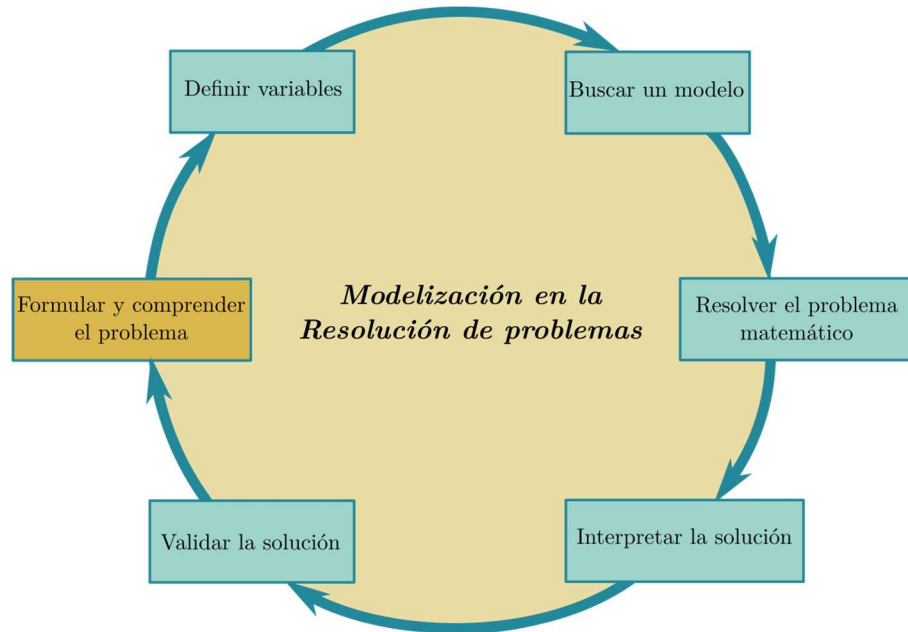 Definir variables
Buscar un modelo
Formular y comprender
el problema
Modelización en la
Resolución de problemas
Resolver el problema
matemático
Validar la solución
Interpretar la solución